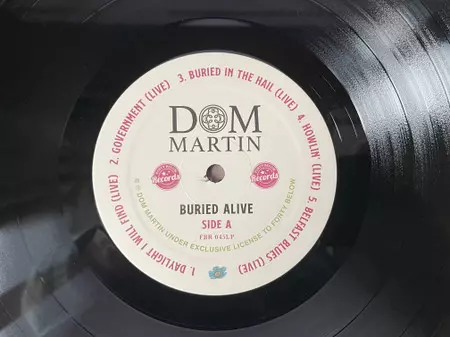 1. DAYLIGHT I WILL FIND (LIVE) 2. GOVERNMENT (LIVE) 3. BURIED IN THE HAIL (LIVE) 4. HOWLIN' (LIVE) 5. BELFAST BLUES (LIVE)
DOM
MARTIN
Records
Records
BURIED ALIVE
SIDE A
FBR 045LP
DOM MARTIN UNDER EXCLUSIVE LICENSE TO FORTY BELOW